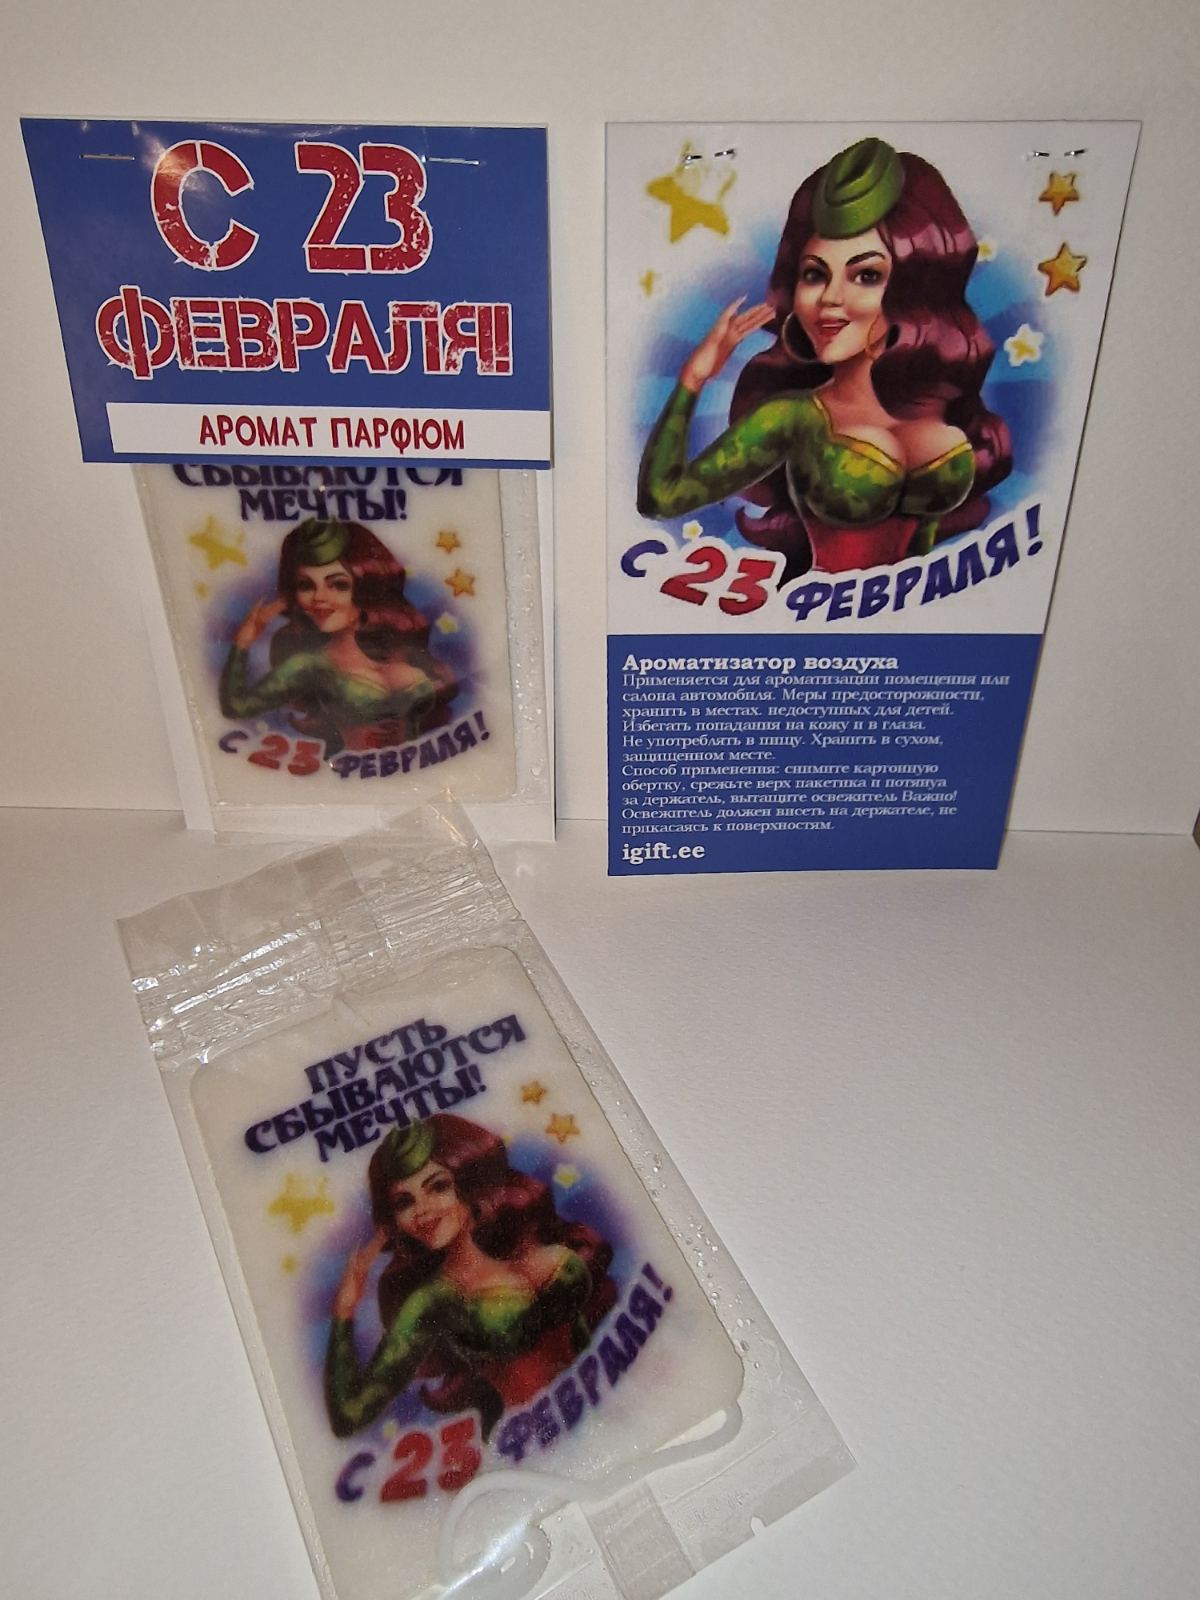 С 23
ФЕВРАЛЯ!
АРОМАТ ПАРФЮМ
СБЫВАЮТСЯ
МЕЧТЫ!
С 23 ФЕВРАЛЯ!
С 23 ФЕВРАЛЯ!
Ароматизатор воздуха
Применяется для ароматизации помещения или
салона автомобиля. Меры предосторожности,
хранить в местах. недоступных для детей.
Избегать попадания на кожу и в глаза.
Не употреблять в пищу. Хранить в сухом,
защищенном месте.
Способ применения: снимите картонную
обертку, срежьте верх пакетика и потянув
за держатель, вытащите освежитель Важно!
Освежитель должен висеть на держателе, не
прикасаясь к поверхностям.
igift.ee
ПУСТЬ
СБЫВАЮТСЯ
МЕЧТЫ!
С 23 ФЕВРАЛЯ!